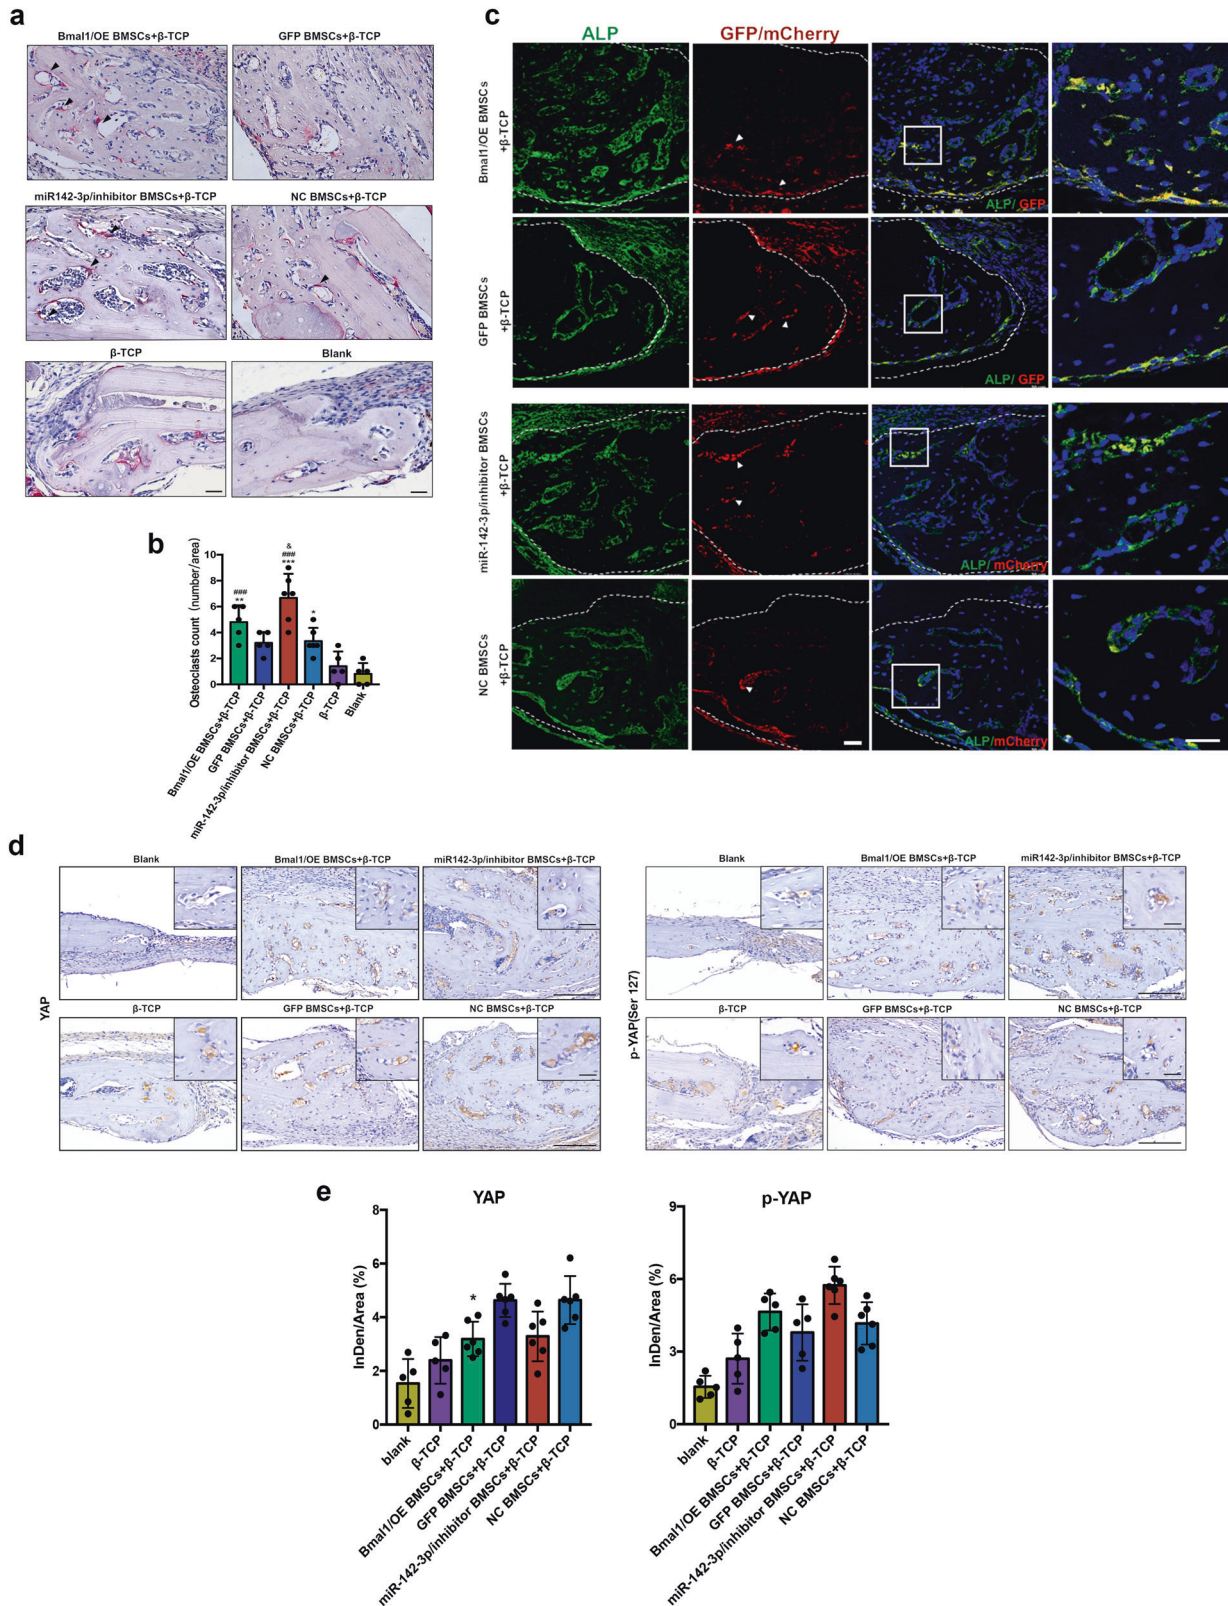 a
Bmal1/OE BMSCs+β-TCP
GFP BMSCs+β-TCP
miR142-3p/inhibitor BMSCs+β-TCP
NC BMSCs+β-TCP
β-TCP
Blank
b
Osteoclasts count (number/area)
10
8
6
4
2
0
###
**
&
###
***
*
Bmal1/OE BMSCs+β-TCP
GFP BMSCs+β-TCP
miR-142-3p/inhibitor BMSCs+β-TCP
NC BMSCs+β-TCP
β-TCP
Blank
c
ALP
GFP/mCherry
Bmal1/OE BMSCs
+β-TCP
ALP/ GFP
GFP BMSCs
+β-TCP
ALP/ GFP
miR-142-3p/inhibitor BMSCs
+β-TCP
ALP/ mCherry
NC BMSCs
+β-TCP
ALP/mCherry
d
YAP
Blank
Bmal1/OE BMSCs+β-TCP
miR142-3p/inhibitor BMSCs+β-TCP
β-TCP
GFP BMSCs+β-TCP
NC BMSCs+β-TCP
p-YAP(Ser 127)
Blank
Bmal1/OE BMSCs+β-TCP
miR142-3p/inhibitor BMSCs+β-TCP
β-TCP
GFP BMSCs+β-TCP
NC BMSCs+β-TCP
e
YAP
InDen/Area (%)
8
6
4
2
0
*
blank
β-TCP
Bmal1/OE BMSCs+β-TCP
GFP BMSCs+β-TCP
miR-142-3p/inhibitor BMSCs+β-TCP
NC BMSCs+β-TCP
p-YAP
InDen/Area (%)
9
6
3
0
blank
β-TCP
Bmal1/OE BMSCs+β-TCP
GFP BMSCs+β-TCP
miR-142-3p/inhibitor BMSCs+β-TCP
NC BMSCs+β-TCP